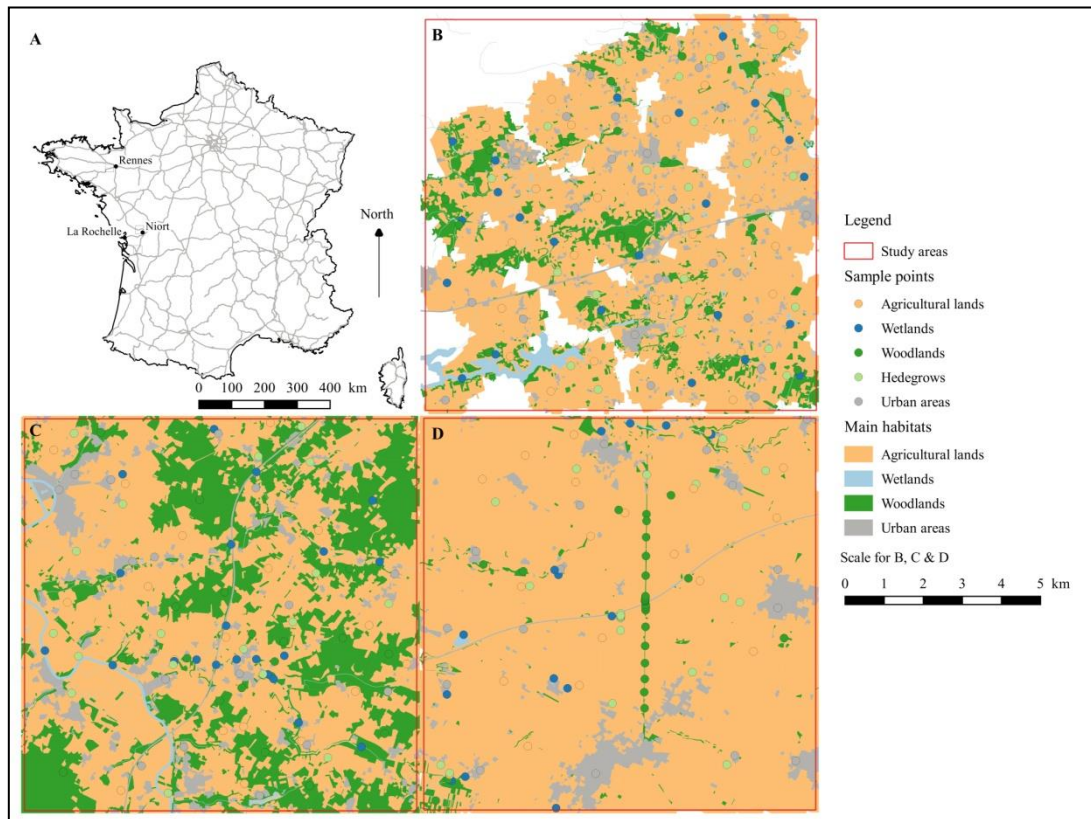 A
Rennes
La Rochelle
Niort
North
0 100 200 300 400 km
B
C
D
Legend
Study areas
Sample points
Agricultural lands
Wetlands
Woodlands
Hedegrows
Urban areas
Main habitats
Agricultural lands
Wetlands
Woodlands
Urban areas
Scale for B, C & D
0 1 2 3 4 5 km